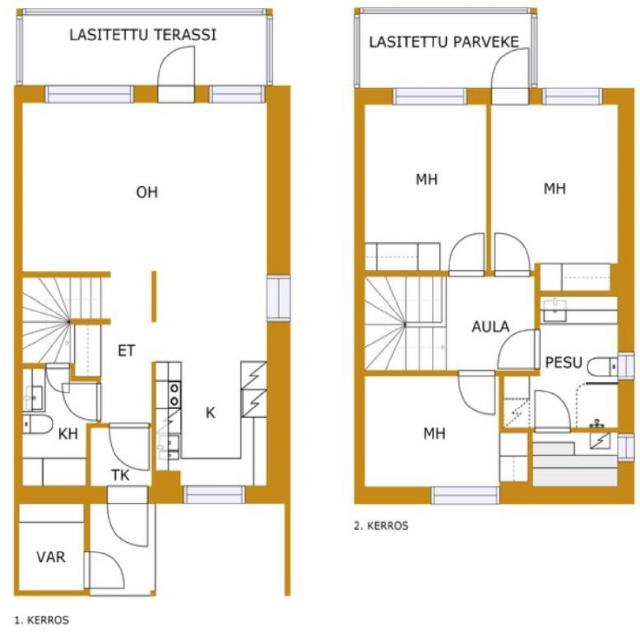 LASITETTU TERASSI
OH
ET
K
KH
TK
VAR
1. KERROS
LASITETTU PARVEKE
MH
MH
AULA
PESU
MH
2. KERROS